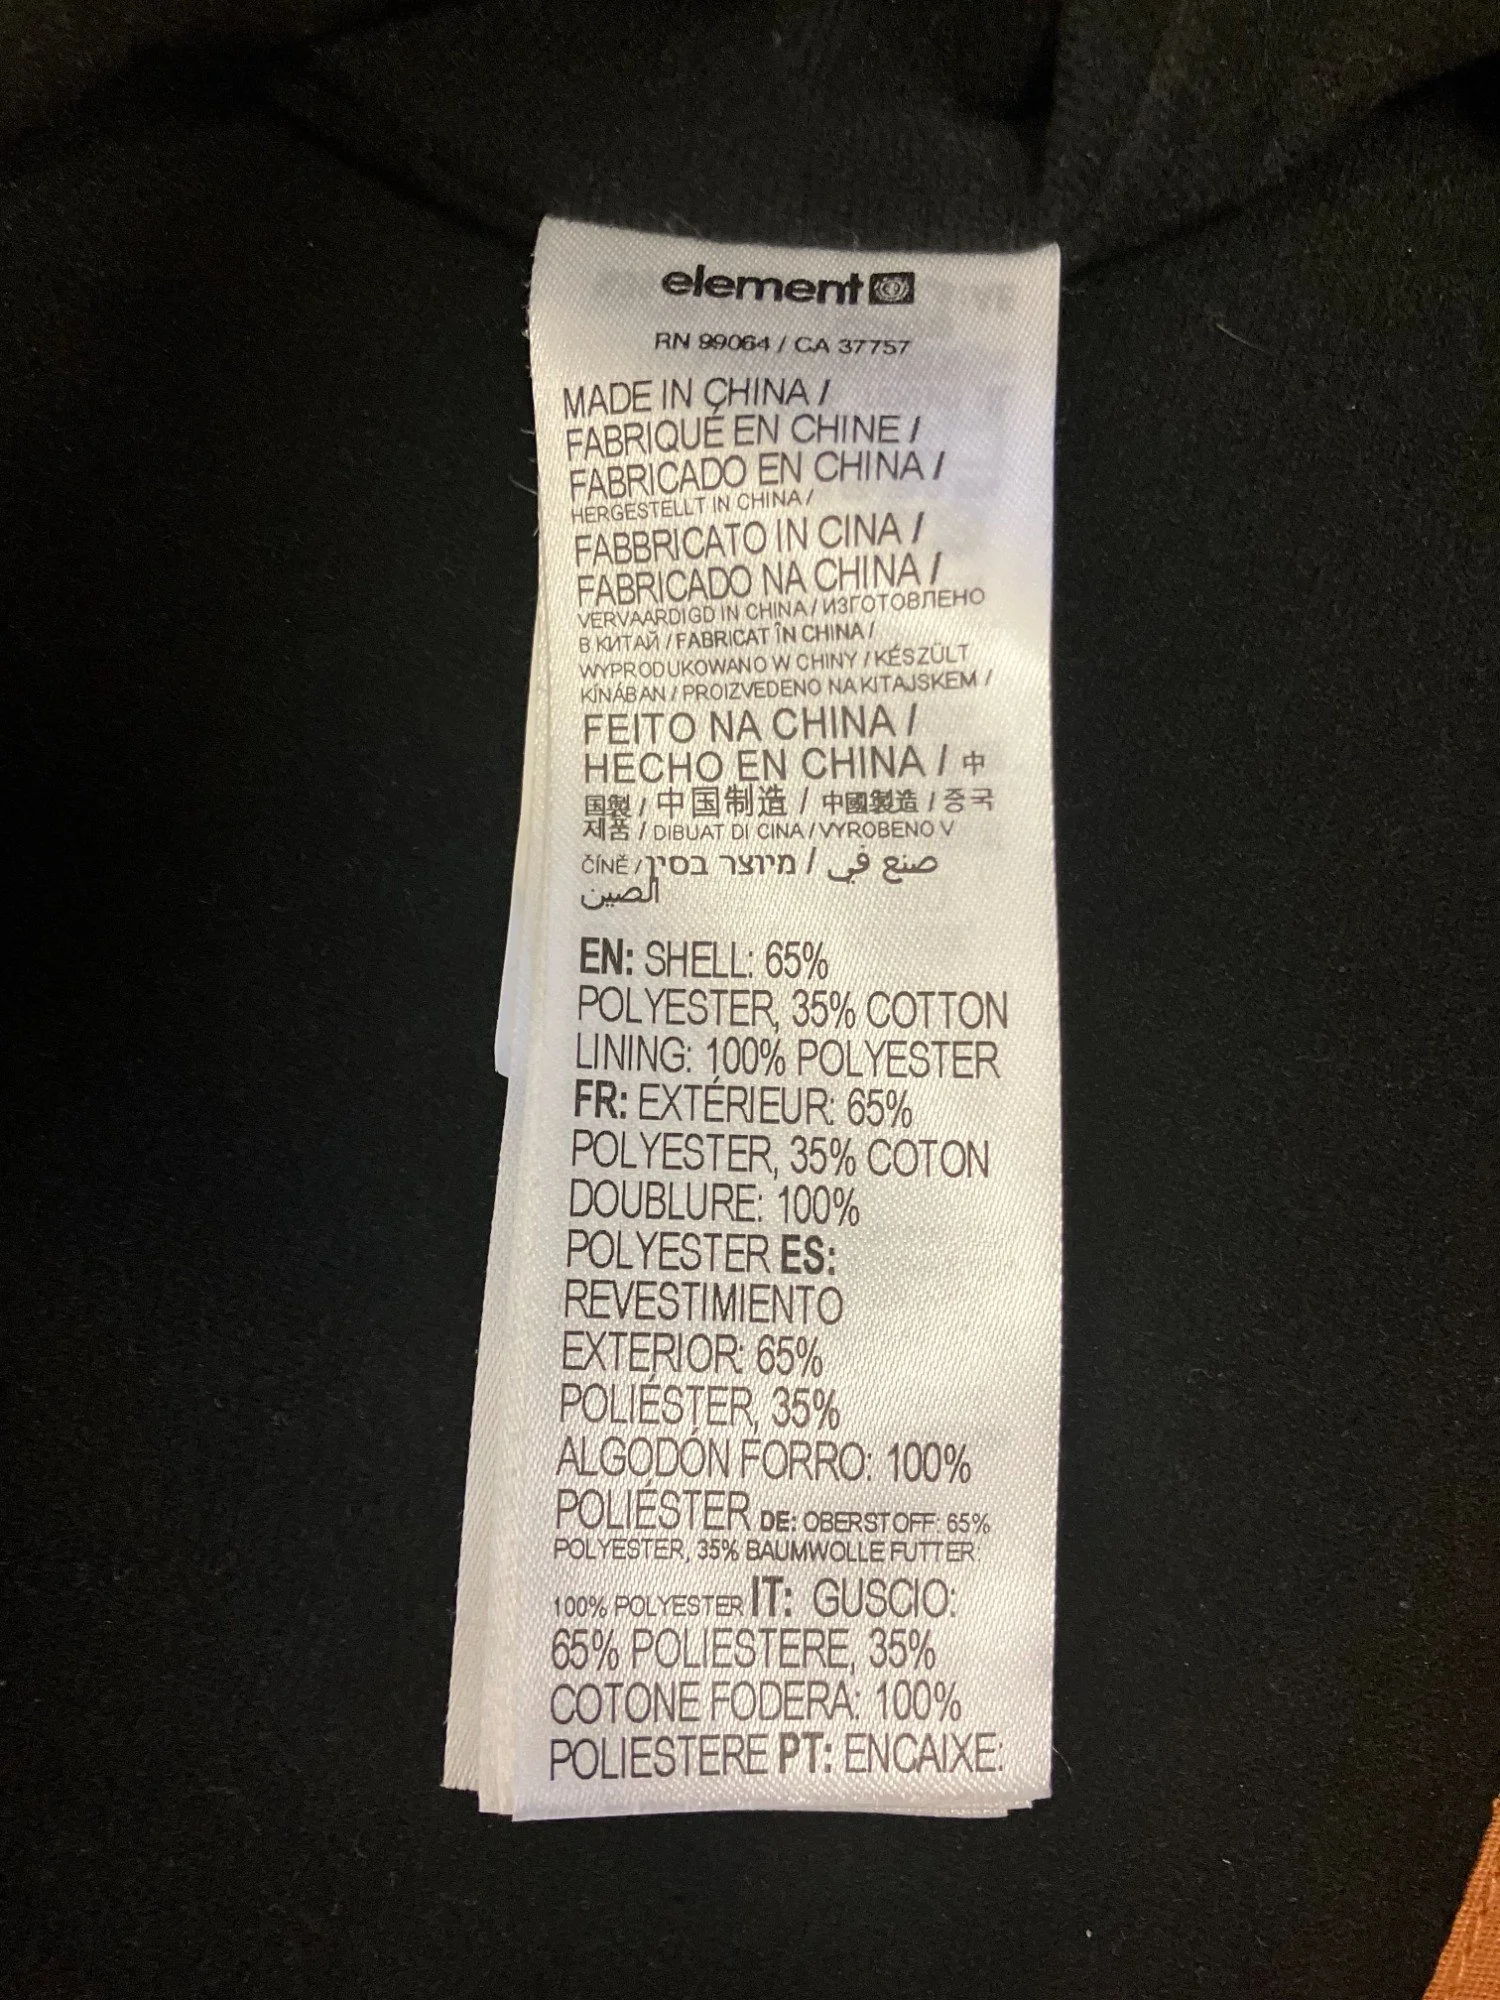 element
RN 99064 / CA 37757
MADE IN CHINA /
FABRIQUÉ EN CHINE /
FABRICADO EN CHINA /
HERGESTELLT IN CHINA /
FABBRICATO IN CINA /
FABRICADO NA CHINA /
VERVAARDIGD IN CHINA / ИЗГОТОВЛЕНО
В КИТАЙ / FABRICAT ÎN CHINA /
WYPRODUKOWANO W CHINY / KÉSZÜLT
KÍNÁBAN / PROIZVEDENO NA KITAJSKEM /
FEITO NA CHINA /
HECHO EN CHINA / 中
国製 / 中国制造 / 中國製造 / 중국
제품 / DIBUAT DI CINA / VYROBENO V
ČÍNĚ / מיוצר בסין / صنع في
الصين
EN: SHELL: 65%
POLYESTER, 35% COTTON
LINING: 100% POLYESTER
FR: EXTÉRIEUR: 65%
POLYESTER, 35% COTON
DOUBLURE: 100%
POLYESTER ES:
REVESTIMIENTO
EXTERIOR: 65%
POLIÉSTER, 35%
ALGODÓN FORRO: 100%
POLIÉSTER DE: OBERSTOFF: 65%
POLYESTER, 35% BAUMWOLLE FUTTER:
100% POLYESTER IT: GUSCIO:
65% POLIESTERE, 35%
COTONE FODERA: 100%
POLIESTERE PT: ENCAIXE: